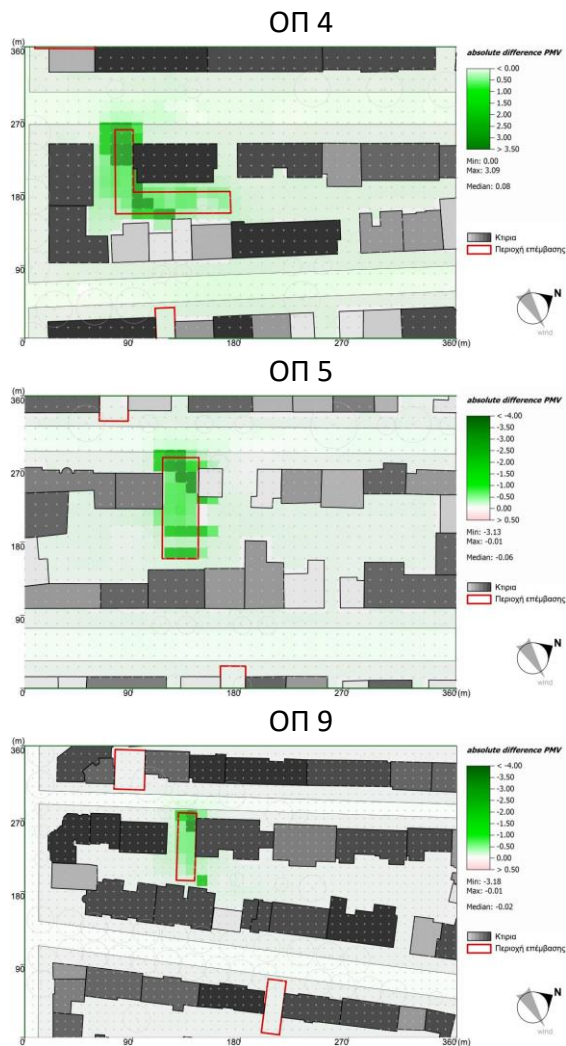 ΟΠ 4
(m)
360
270
180
90
0
90
180
270
360 (m)
absolute difference PMV
< 0.00
0.50
1.00
1.50
2.00
2.50
3.00
> 3.50
Min: 0.00
Max: 3.09
Median: 0.08
Κτιρια
Περιοχή επέμβασης
N
wind
ΟΠ 5
(m)
360
270
180
90
0
90
180
270
360 (m)
absolute difference PMV
< -4.00
-3.50
-3.00
-2.50
-2.00
-1.50
-1.00
-0.50
0.00
> 0.50
Min: -3.13
Max: -0.01
Median: -0.06
Κτιρια
Περιοχή επέμβασης
N
wind
ΟΠ 9
(m)
360
270
180
90
0
90
180
270
360 (m)
absolute difference PMV
< -4.00
-3.50
-3.00
-2.50
-2.00
-1.50
-1.00
-0.50
0.00
> 0.50
Min: -3.18
Max: -0.01
Median: -0.02
Κτιρια
Περιοχή επέμβασης
N
wind